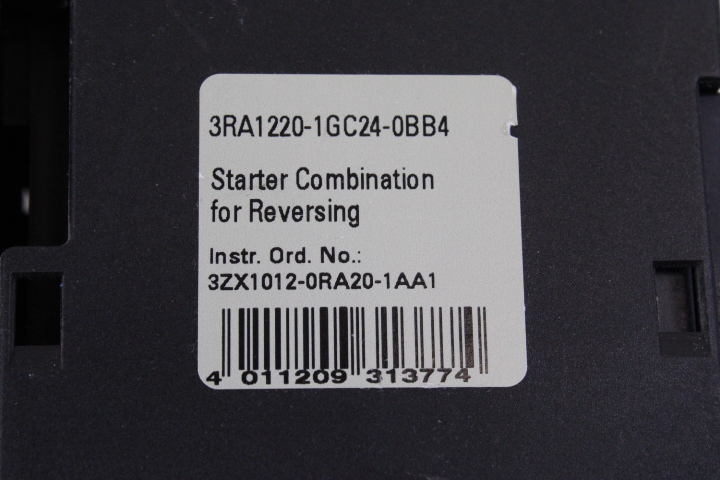 3RA1220-1GC24-0BB4
Starter Combination
for Reversing
Instr. Ord. No.:
3ZX1012-0RA20-1AA1
4 011209 313774